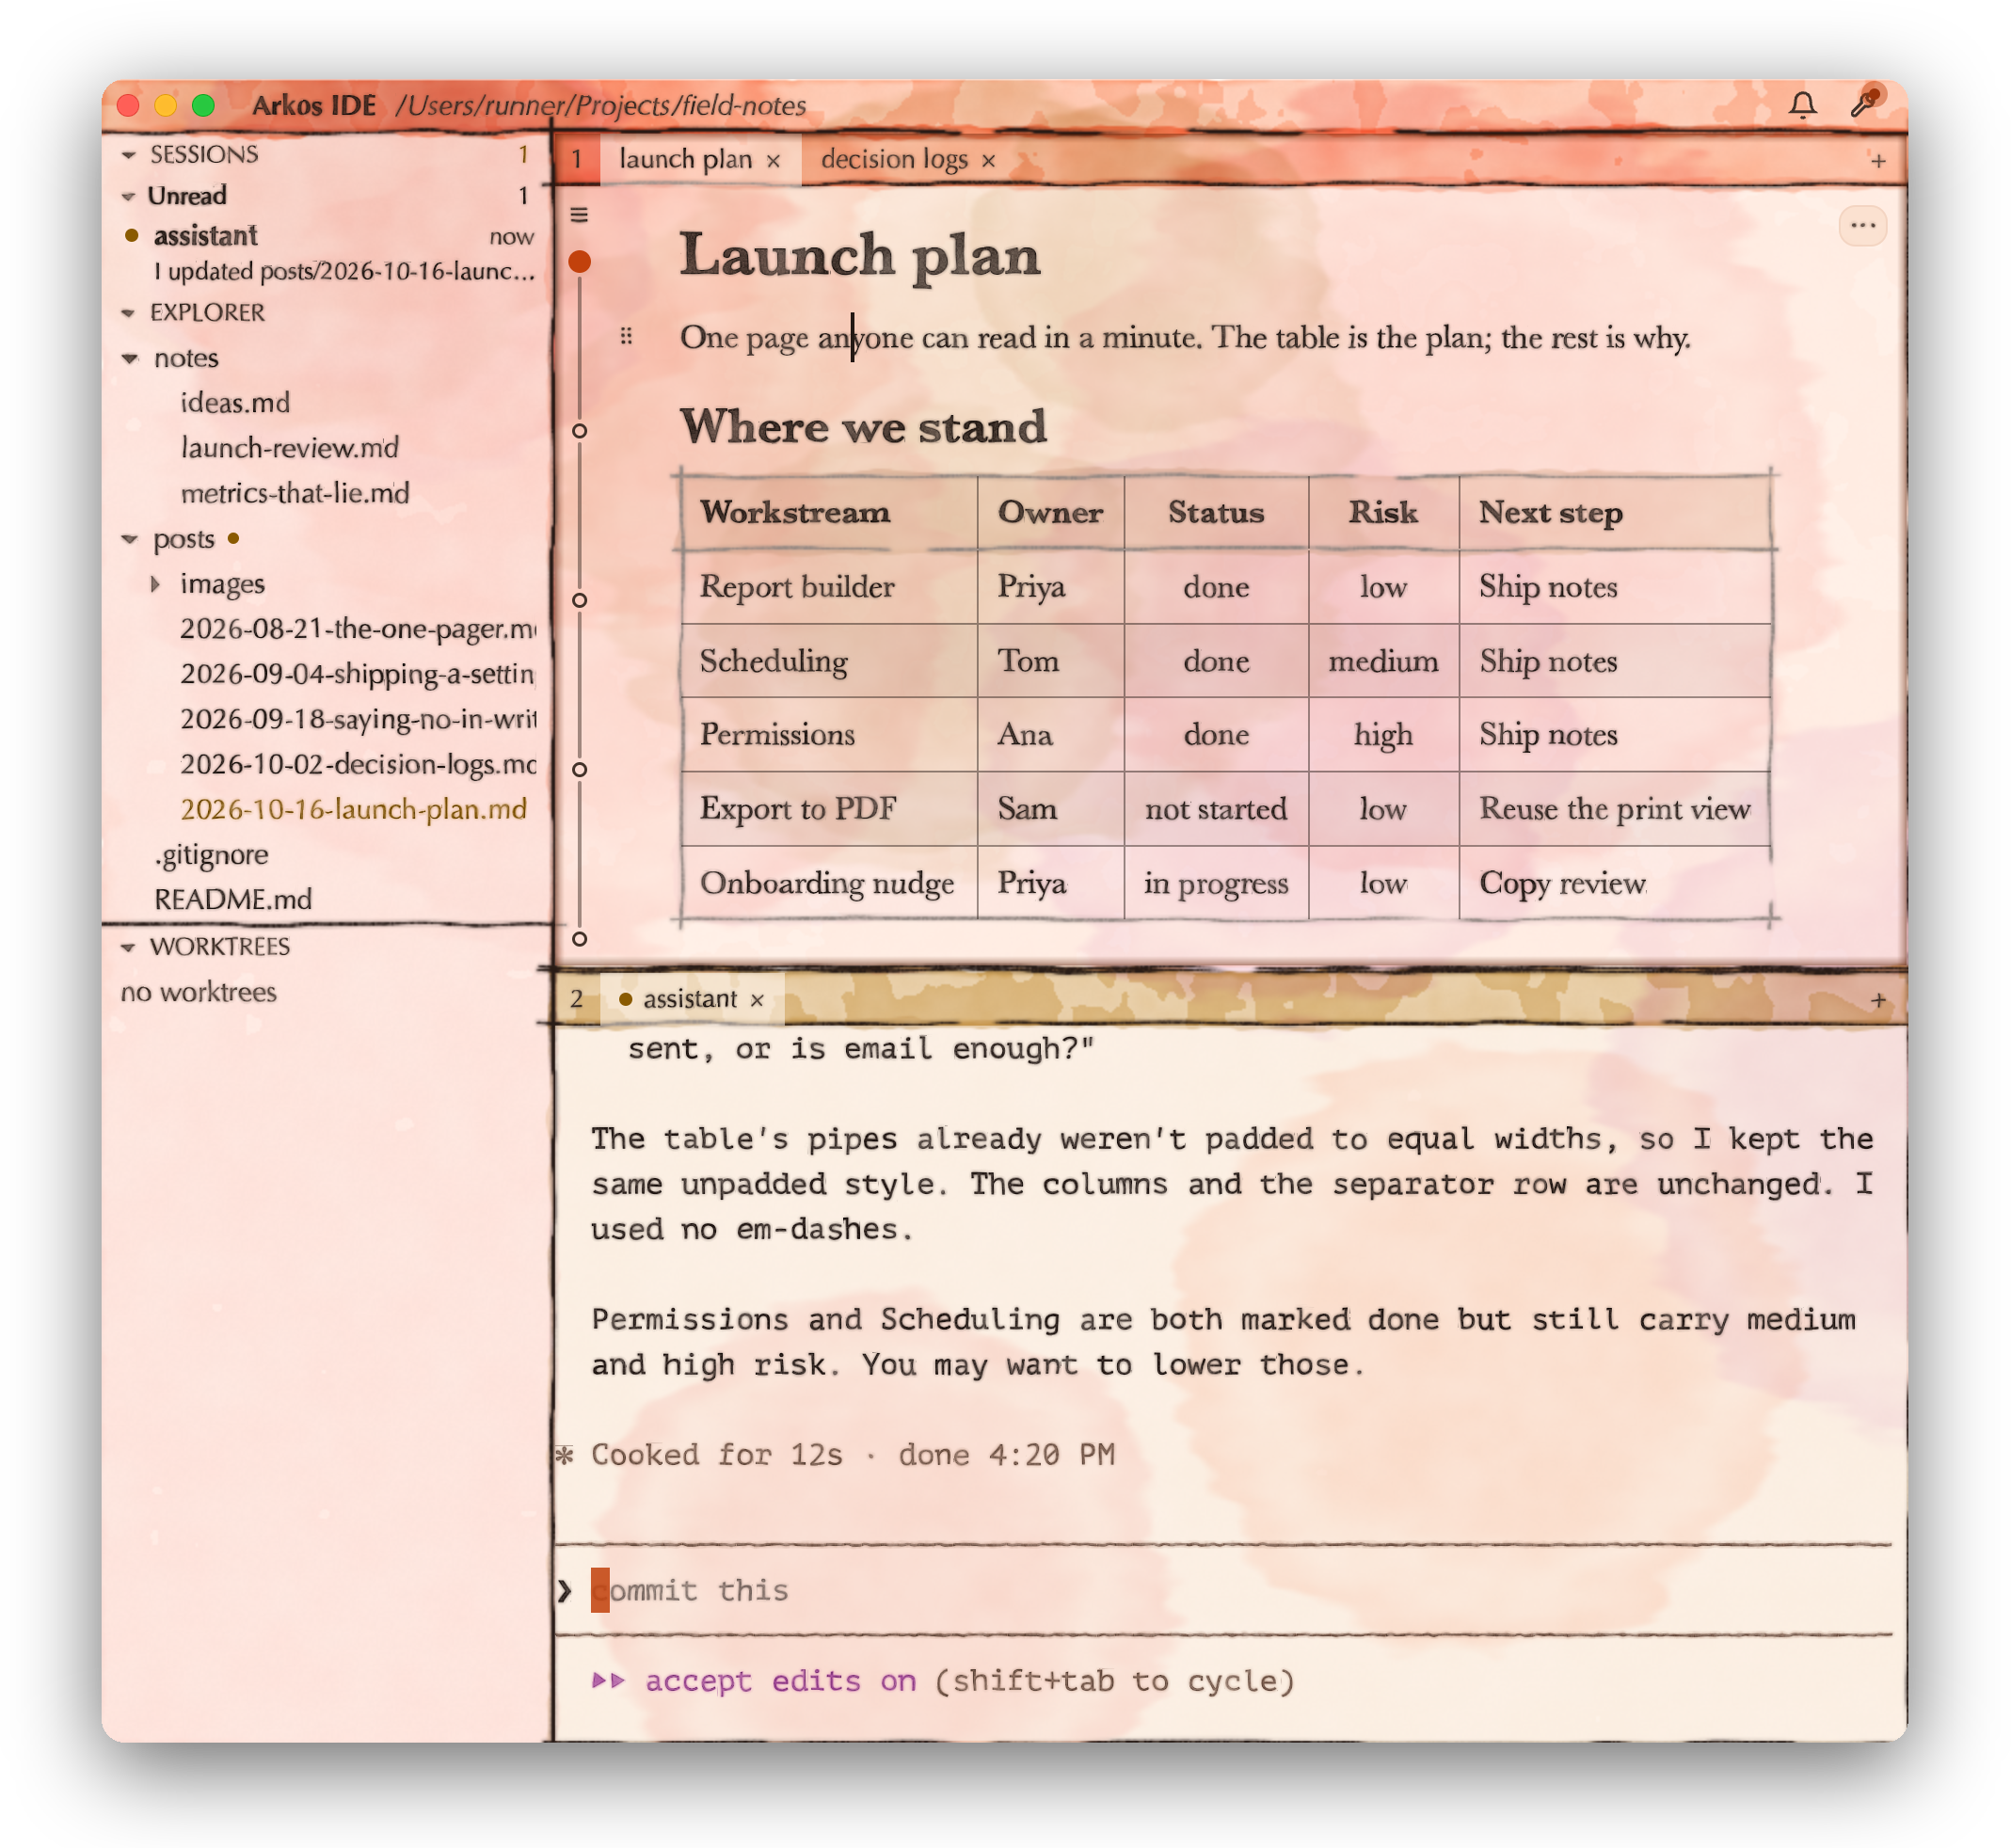 Arkos IDE /Users/runner/Projects/field-notes
SESSIONS 1
Unread 1
assistant now
I updated posts/2026-10-16-launc...
EXPLORER
notes
ideas.md
launch-review.md
metrics-that-lie.md
posts
images
2026-08-21-the-one-pager.m
2026-09-04-shipping-a-settin
2026-09-18-saying-no-in-writ
2026-10-02-decision-logs.md
2026-10-16-launch-plan.md
.gitignore
README.md
WORKTREES
no worktrees
1 launch plan × decision logs × +
Launch plan
One page anyone can read in a minute. The table is the plan; the rest is why.
Where we stand
Workstream Owner Status Risk Next step
Report builder Priya done low Ship notes
Scheduling Tom done medium Ship notes
Permissions Ana done high Ship notes
Export to PDF Sam not started low Reuse the print view
Onboarding nudge Priya in progress low Copy review
2 assistant × +
sent, or is email enough?"
The table's pipes already weren't padded to equal widths, so I kept the
same unpadded style. The columns and the separator row are unchanged. I
used no em-dashes.
Permissions and Scheduling are both marked done but still carry medium
and high risk. You may want to lower those.
✻ Cooked for 12s · done 4:20 PM
❯ commit this
▸▸ accept edits on (shift+tab to cycle)